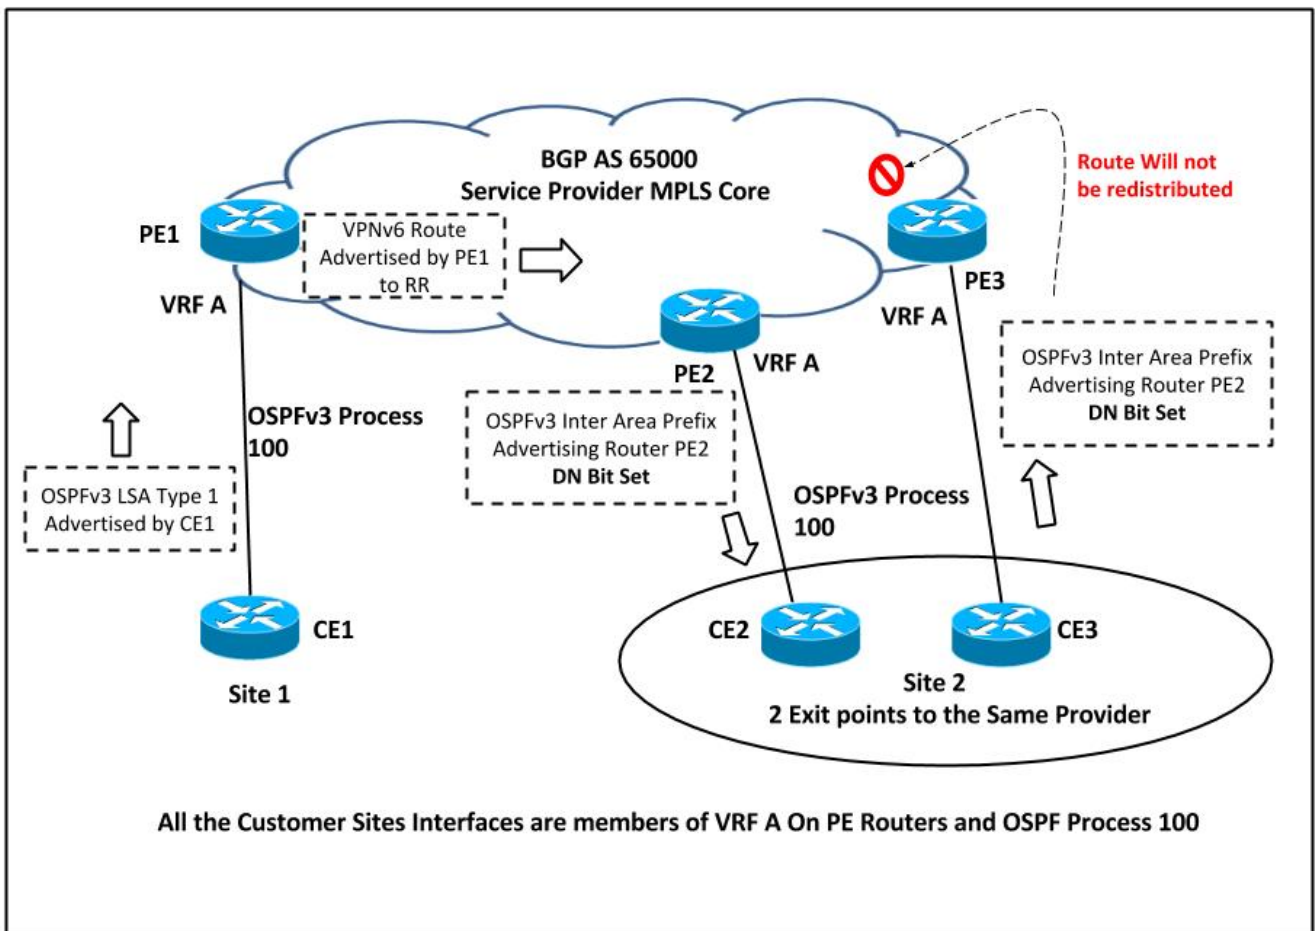 BGP AS 65000
Service Provider MPLS Core
Route Will not
be redistributed
PE1
VPNv6 Route
Advertised by PE1
to RR
PE3
VRF A
VRF A
PE2
VRF A
OSPFv3 Inter Area Prefix
Advertising Router PE2
DN Bit Set
OSPFv3 Process
100
OSPFv3 Inter Area Prefix
Advertising Router PE2
DN Bit Set
OSPFv3 LSA Type 1
Advertised by CE1
OSPFv3 Process
100
CE1
CE2
CE3
Site 1
Site 2
2 Exit points to the Same Provider
All the Customer Sites Interfaces are members of VRF A On PE Routers and OSPF Process 100